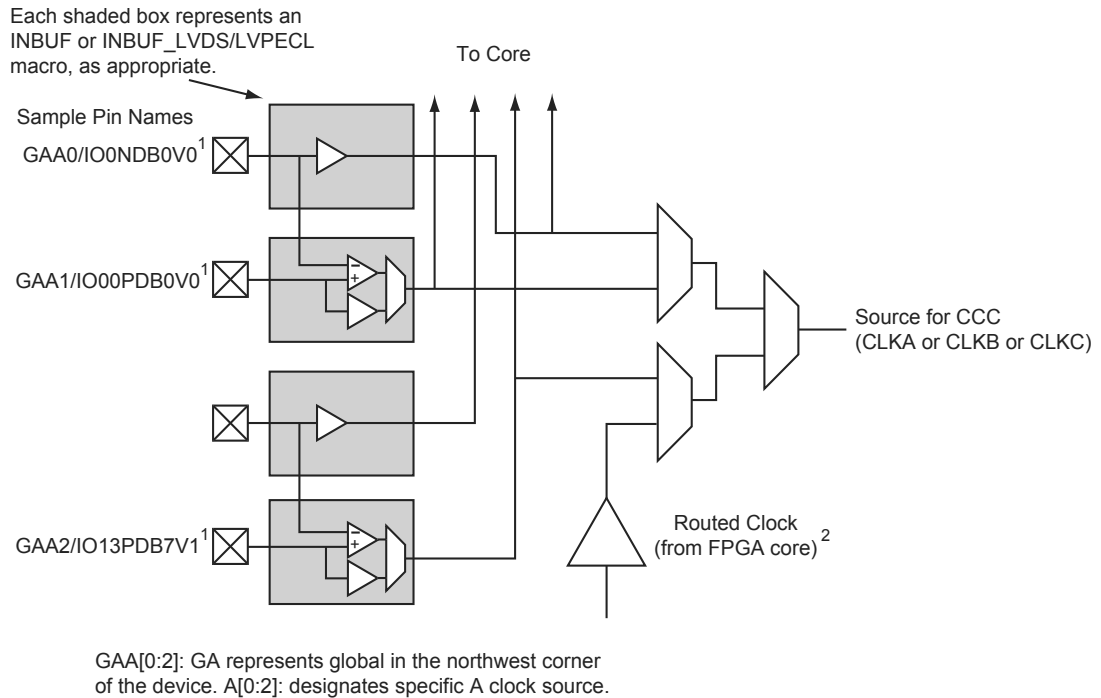 Each shaded box represents an
INBUF or INBUF_LVDS/LVPECL
macro, as appropriate.
To Core
Sample Pin Names
GAA0/IO0NDB0V0¹
GAA1/IO00PDB0V0¹
− +
Source for CCC
(CLKA or CLKB or CLKC)
GAA2/IO13PDB7V1¹
− +
Routed Clock
(from FPGA core)²
GAA[0:2]: GA represents global in the northwest corner
of the device. A[0:2]: designates specific A clock source.